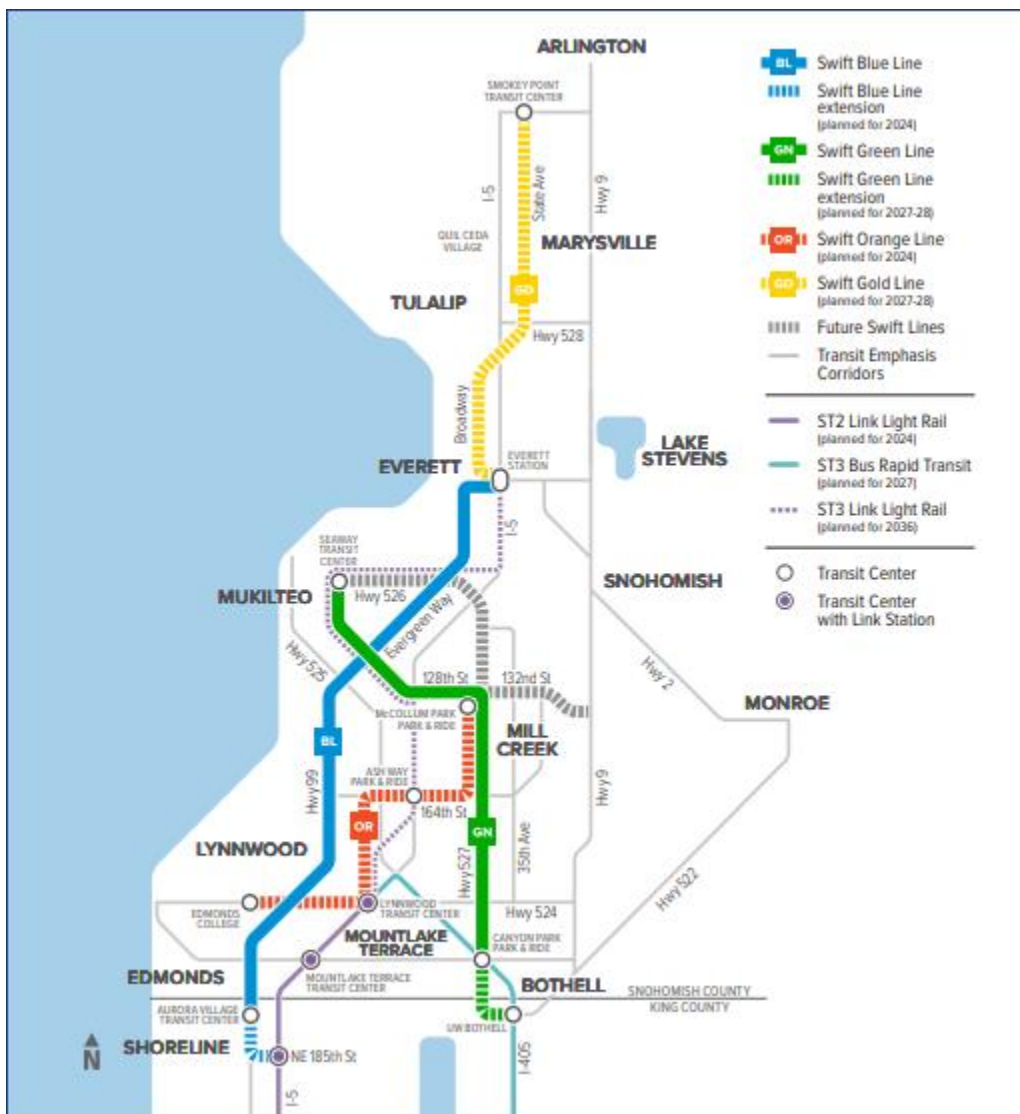 ARLINGTON
SMOKEY POINT
TRANSIT CENTER
I-5
State Ave
Hwy 9
QUIL CEDA
VILLAGE
MARYSVILLE
GD
TULALIP
Hwy 528
Broadway
EVERETT
EVERETT
STATION
LAKE
STEVENS
I-5
SEAWAY
TRANSIT
CENTER
MUKILTEO
Hwy 526
Evergreen Way
SNOHOMISH
Hwy 525
128th St
132nd St
Hwy 2
MONROE
McCOLLUM PARK
PARK & RIDE
MILL
CREEK
BL
Hwy 99
ASH WAY
PARK & RIDE
164th St
Hwy 9
OR
GN
LYNNWOOD
Hwy 527
35th Ave
Hwy 522
EDMONDS
COLLEGE
LYNNWOOD
TRANSIT CENTER
Hwy 524
MOUNTLAKE
TERRACE
CANYON PARK
PARK & RIDE
EDMONDS
MOUNTLAKE TERRACE
TRANSIT CENTER
BOTHELL
SNOHOMISH COUNTY
KING COUNTY
AURORA VILLAGE
TRANSIT CENTER
UW BOTHELL
SHORELINE
NE 185th St
N
I-5
I-405
BL Swift Blue Line
Swift Blue Line
extension
(planned for 2024)
GN Swift Green Line
Swift Green Line
extension
(planned for 2027-28)
OR Swift Orange Line
(planned for 2024)
GD Swift Gold Line
(planned for 2027-28)
Future Swift Lines
Transit Emphasis
Corridors
ST2 Link Light Rail
(planned for 2024)
ST3 Bus Rapid Transit
(planned for 2027)
ST3 Link Light Rail
(planned for 2036)
Transit Center
Transit Center
with Link Station